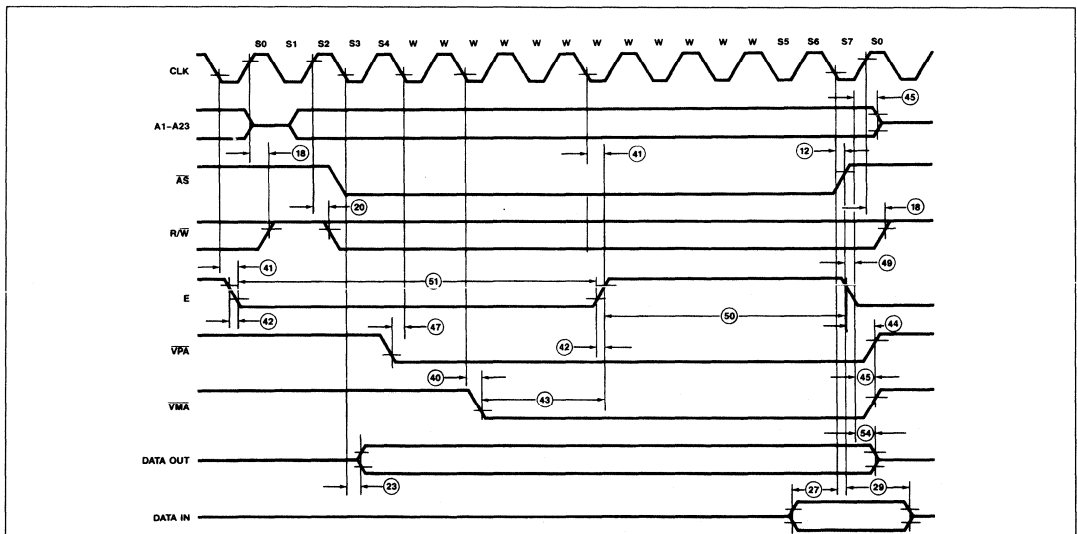 S0 S1 S2 S3 S4 W W W W W W W W W W W W S5 S6 S7 S0
CLK
45
A1–A23
18 41 12
AS
20 18
R/W
41 51 49
E
42 47 50 44
VPA
42
40 43 45
VMA
54
DATA OUT
23 27 29
DATA IN